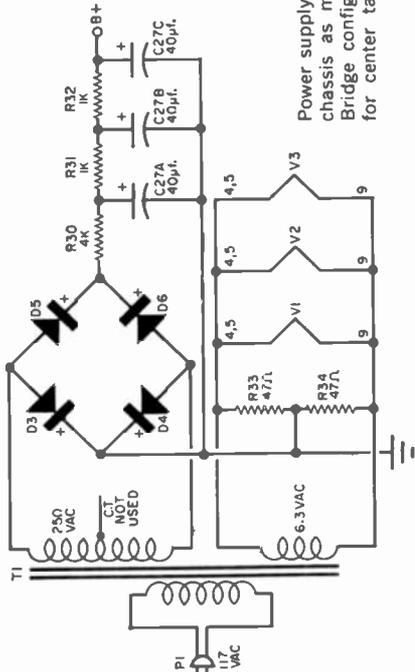 T1
P1
117
VAC
250
VAC
C.T.
NOT
USED
6.3VAC
D3
D4
D5
D6
R30
4K
R31
1K
R32
1K
B+
C27A
40µf.
C27B
40µf.
C27C
40µf.
R33
47Ω
R34
47Ω
4,5
V1
9
4,5
V2
9
4,5
V3
9
Power supply
chassis as m
Bridge config
for center ta